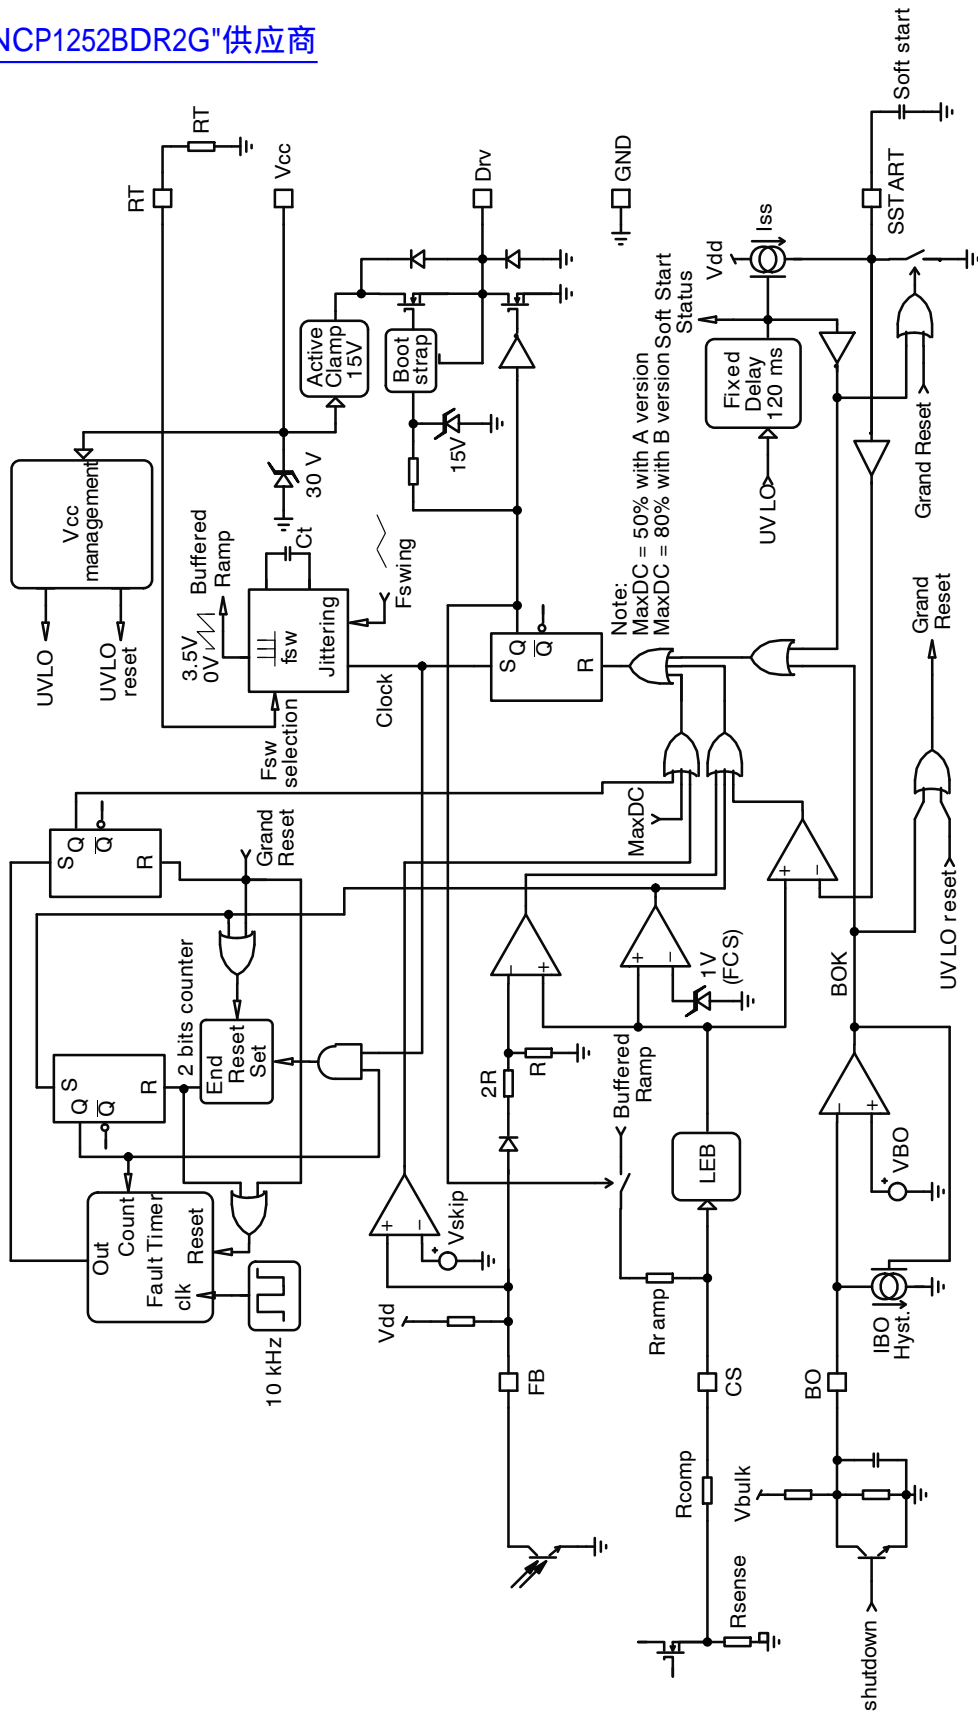 NCP1252BDR2G"供应商
Soft start
RT
RT
Vcc
Drv
GND
SSTART
Iss
Vdd
Active
Clamp
15V
Boot
strap
15V
Soft Start
Status
Fixed
Delay
120 ms
UVLO
Grand Reset
Vcc
management
UVLO
UVLO
reset
30 V
Buffered
Ramp
3.5V
0V
Ct
fsw
Jittering
Fswing
Fsw
selection
Clock
S
Q
Q
R
Note:
MaxDC = 50% with A version
MaxDC = 80% with B version
Grand
Reset
UVLO reset
MaxDC
S
Q
Q
R
Grand
Reset
2 bits counter
End
Reset
Set
S
Q
Q
R
+
−
−
+
+
−
+
−
1V
(FCS)
BOK
2R
R
Buffered
Ramp
LEB
−
+
VBO
Out
Count
Fault Timer
Reset
clk
10 kHz
Vskip
Vdd
FB
Rramp
CS
IBO
Hyst.
BO
Rcomp
Vbulk
Rsense
shutdown